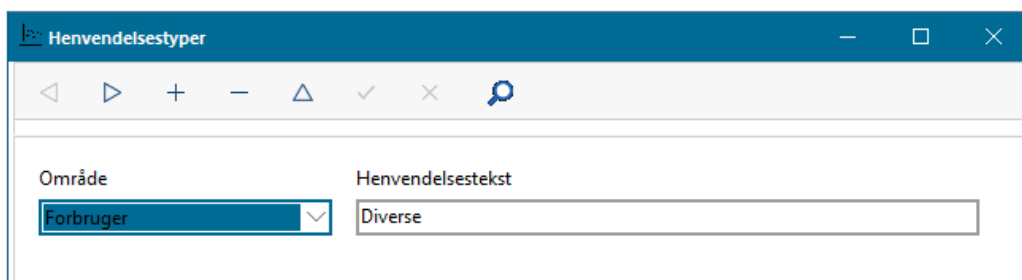 Henvendelsestyper
Område
Henvendelsestekst
Forbruger
Diverse